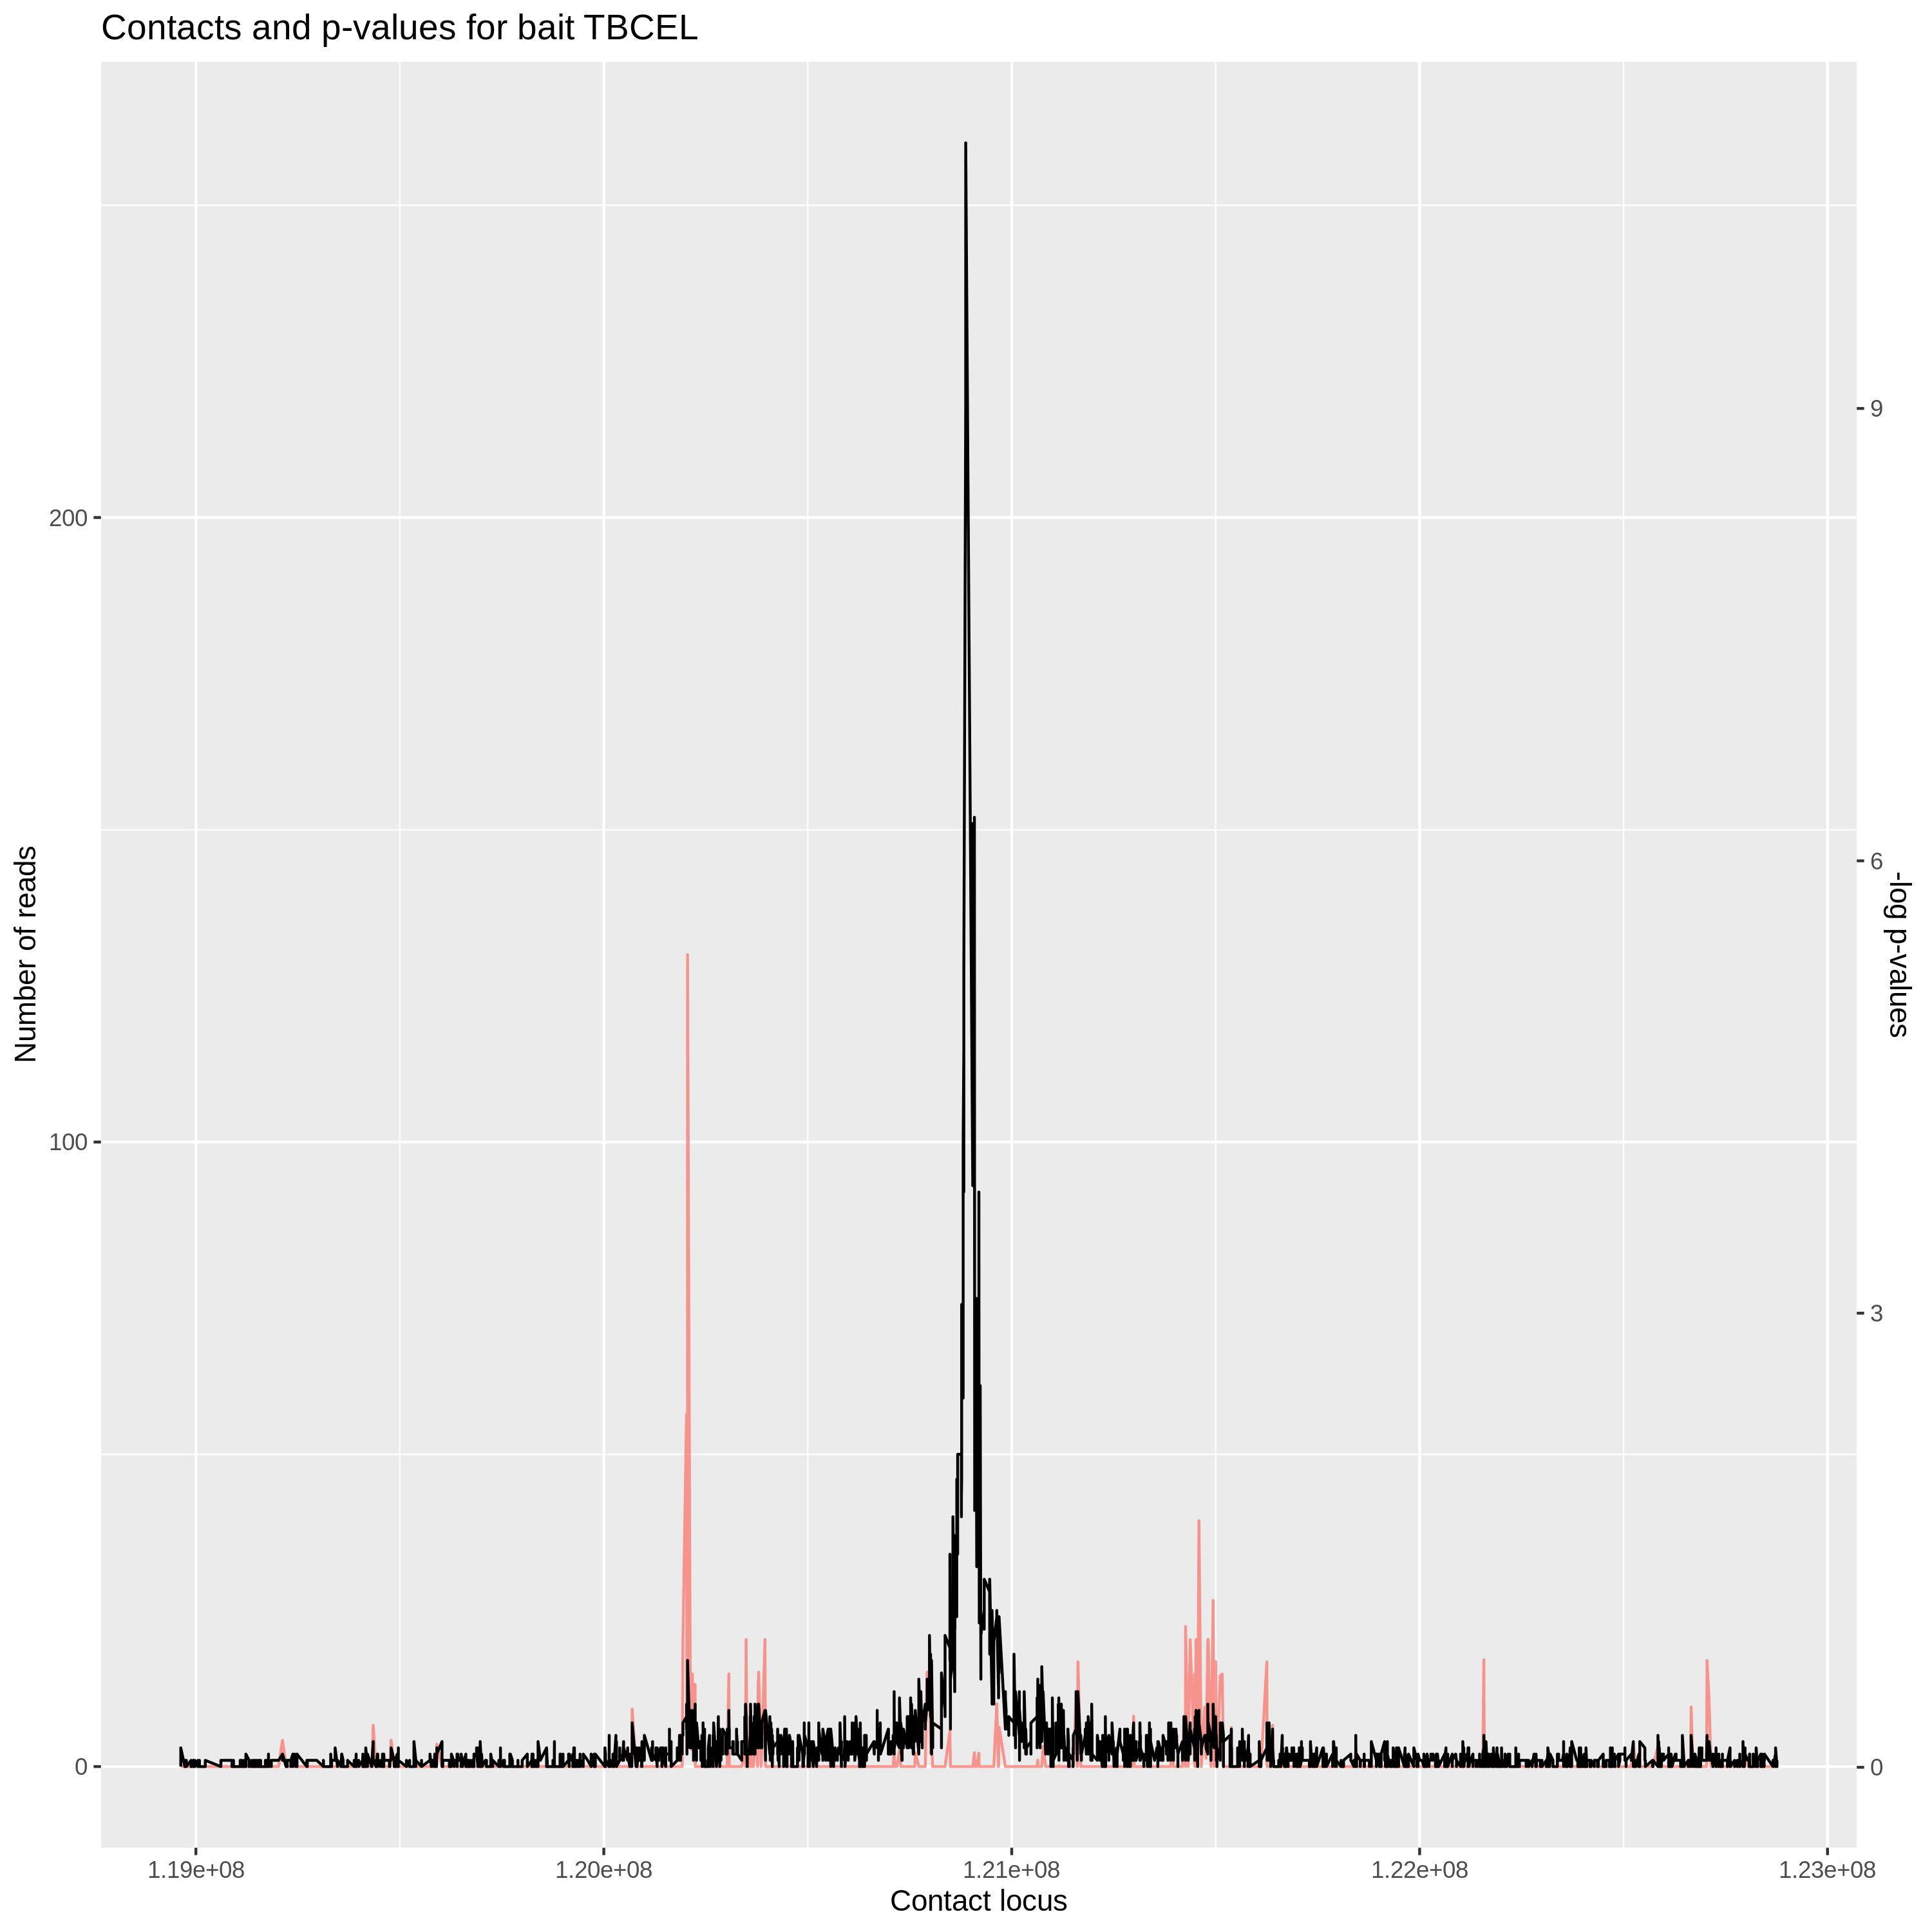 Contacts and p-values for bait TBCEL
Number of reads
200
100
0
9
6
3
0
-log p-values
1.19e+08
1.20e+08
1.21e+08
1.22e+08
1.23e+08
Contact locus